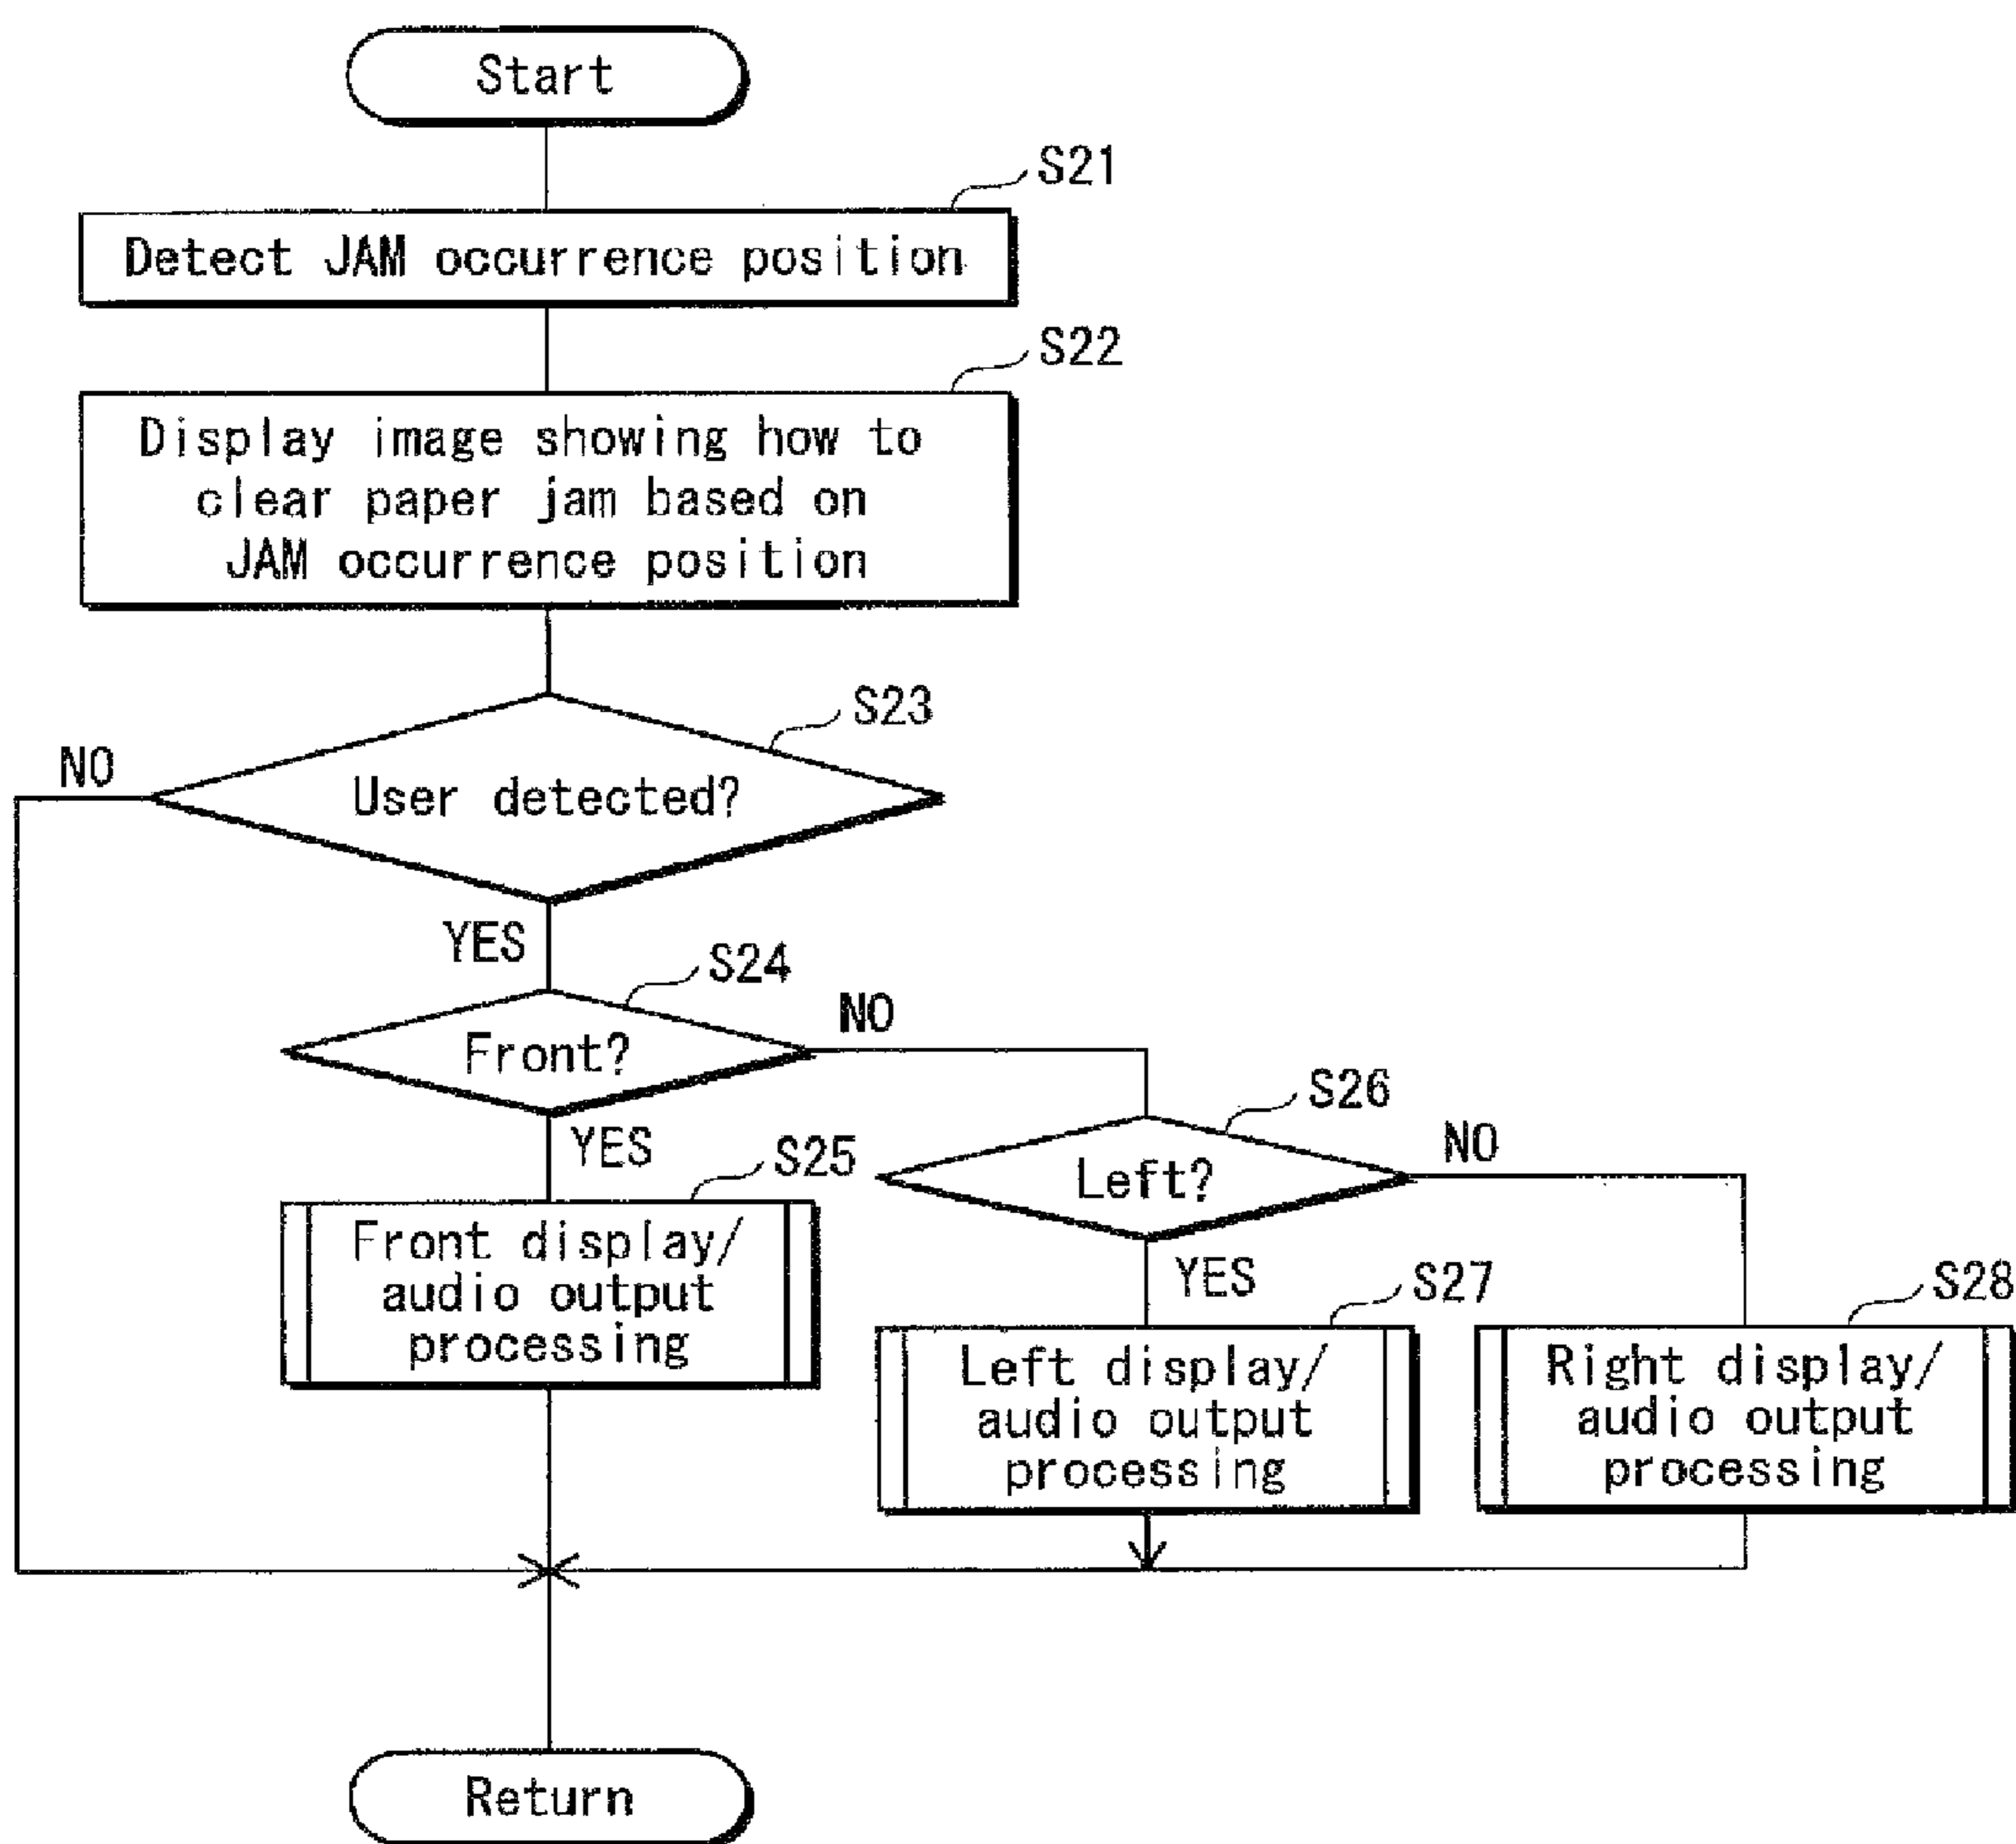 Start
S21
Detect JAM occurrence position
S22
Display image showing how to
clear paper jam based on
JAM occurrence position
S23
NO
User detected?
YES
S24
NO
Front?
S26
YES
NO
S25
Left?
Front display/
audio output
processing
YES
S27
S28
Left display/
audio output
processing
Right display/
audio output
processing
Return